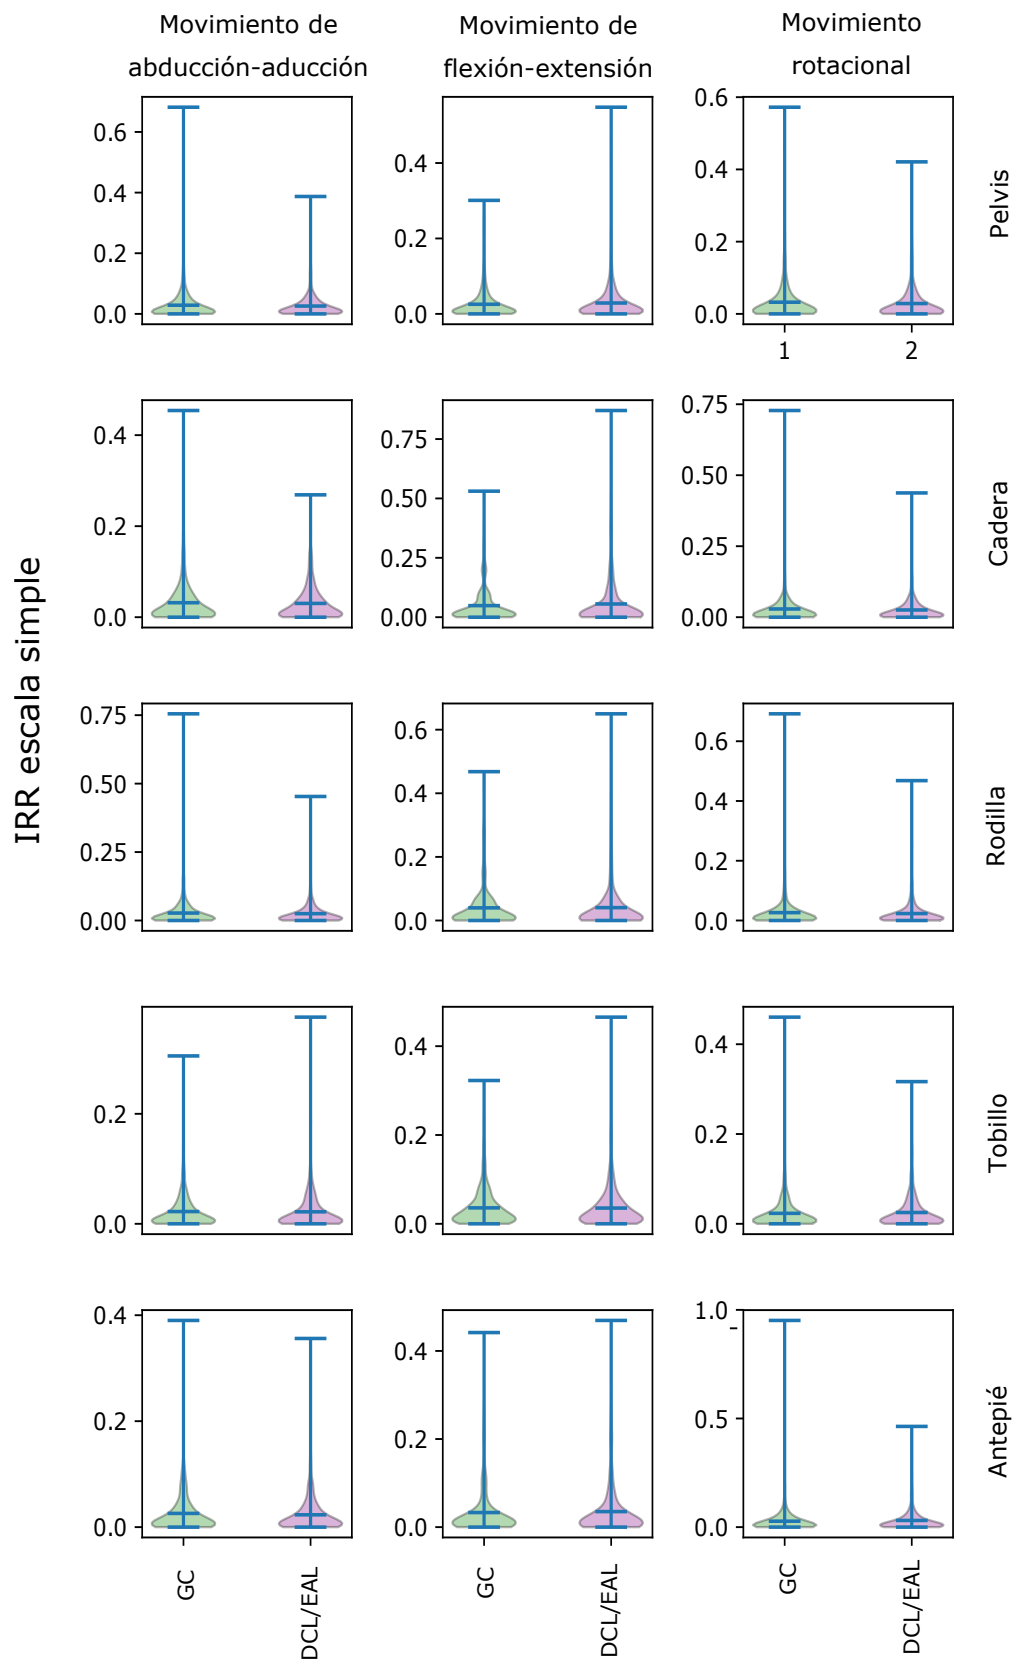 Movimiento de
abducción-aducción
Movimiento de
flexión-extensión
Movimiento
rotacional
IRR escala simple
0.6
0.4
0.2
0.0
0.4
0.2
0.0
0.6
0.4
0.2
0.0
1
2
Pelvis
0.4
0.2
0.0
0.75
0.50
0.25
0.00
0.75
0.50
0.25
0.00
Cadera
0.75
0.50
0.25
0.00
0.6
0.4
0.2
0.0
0.6
0.4
0.2
0.0
Rodilla
0.2
0.0
0.4
0.2
0.0
0.4
0.2
0.0
Tobillo
0.4
0.2
0.0
0.4
0.2
0.0
1.0
0.5
0.0
Antepié
GC
DCL/EAL
GC
DCL/EAL
GC
DCL/EAL